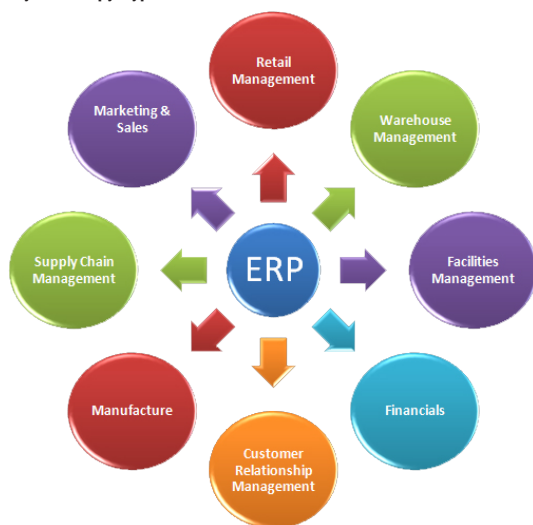 Retail
Management
Marketing &
Sales
Warehouse
Management
Supply Chain
Management
ERP
Facilities
Management
Manufacture
Financials
Customer
Relationship
Management